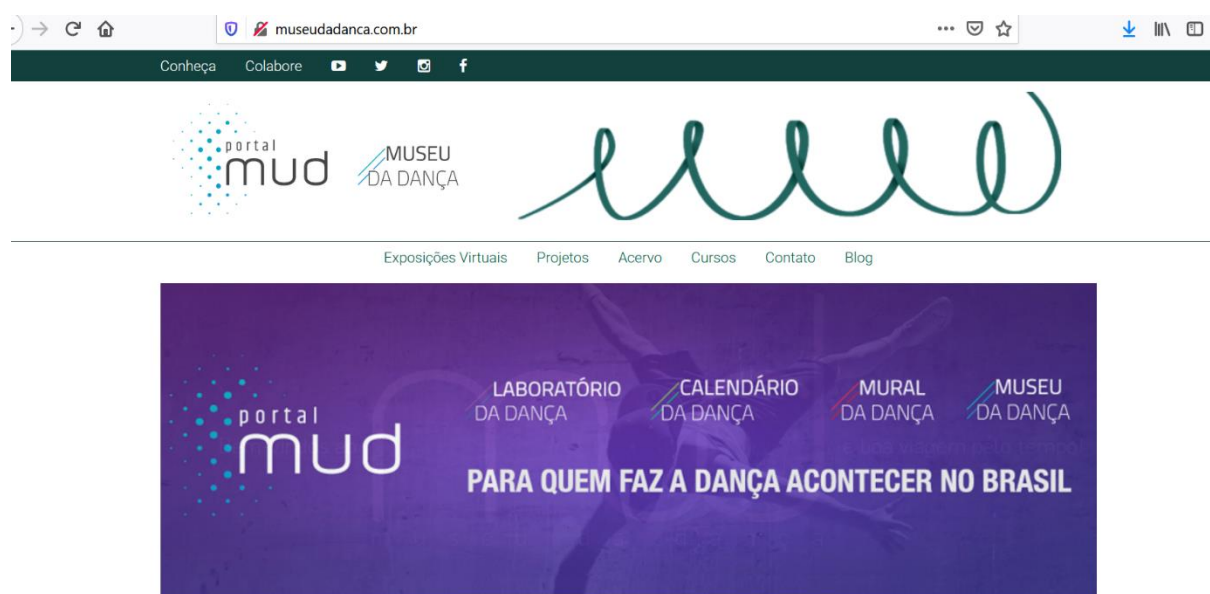 museudadanca.com.br
Conheça Colabore
portal
mud
MUSEU
DA DANÇA
Exposições Virtuais Projetos Acervo Cursos Contato Blog
portal
mud
LABORATÓRIO
DA DANÇA
CALENDÁRIO
DA DANÇA
MURAL
DA DANÇA
MUSEU
DA DANÇA
PARA QUEM FAZ A DANÇA ACONTECER NO BRASIL